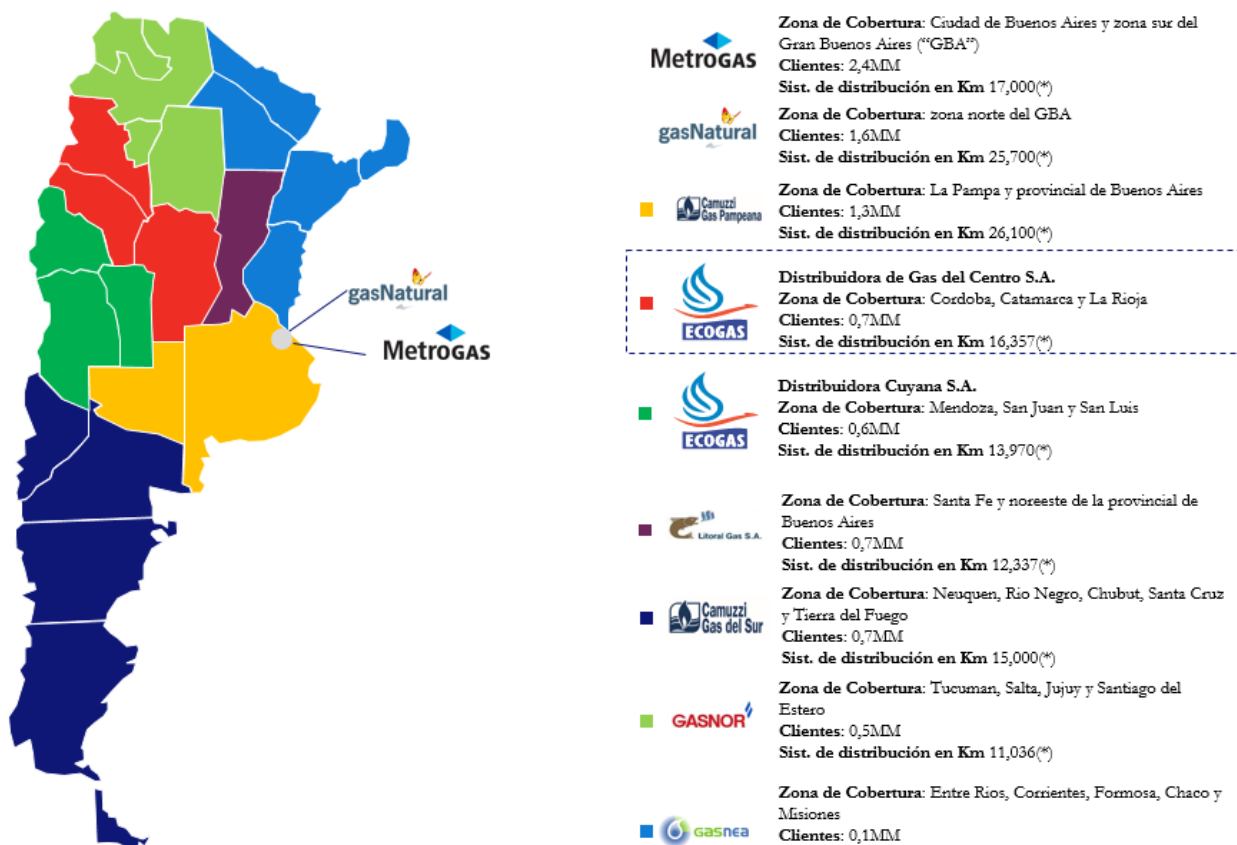 gasNatural
MetroGAS
MetroGAS
Zona de Cobertura: Ciudad de Buenos Aires y zona sur del
Gran Buenos Aires (“GBA”)
Clientes: 2,4MM
Sist. de distribución en Km 17,000(*)
gasNatural
Zona de Cobertura: zona norte del GBA
Clientes: 1,6MM
Sist. de distribución en Km 25,700(*)
Camuzzi
Gas Pampeana
Zona de Cobertura: La Pampa y provincial de Buenos Aires
Clientes: 1,3MM
Sist. de distribución en Km 26,100(*)
ECOGAS
Distribuidora de Gas del Centro S.A.
Zona de Cobertura: Cordoba, Catamarca y La Rioja
Clientes: 0,7MM
Sist. de distribución en Km 16,357(*)
ECOGAS
Distribuidora Cuyana S.A.
Zona de Cobertura: Mendoza, San Juan y San Luis
Clientes: 0,6MM
Sist. de distribución en Km 13,970(*)
Litoral Gas S.A.
Zona de Cobertura: Santa Fe y noreeste de la provincial de
Buenos Aires
Clientes: 0,7MM
Sist. de distribución en Km 12,337(*)
Camuzzi
Gas del Sur
Zona de Cobertura: Neuquen, Rio Negro, Chubut, Santa Cruz
y Tierra del Fuego
Clientes: 0,7MM
Sist. de distribución en Km 15,000(*)
GASNOR
Zona de Cobertura: Tucuman, Salta, Jujuy y Santiago del
Estero
Clientes: 0,5MM
Sist. de distribución en Km 11,036(*)
gasnea
Zona de Cobertura: Entre Rios, Corrientes, Formosa, Chaco y
Misiones
Clientes: 0,1MM